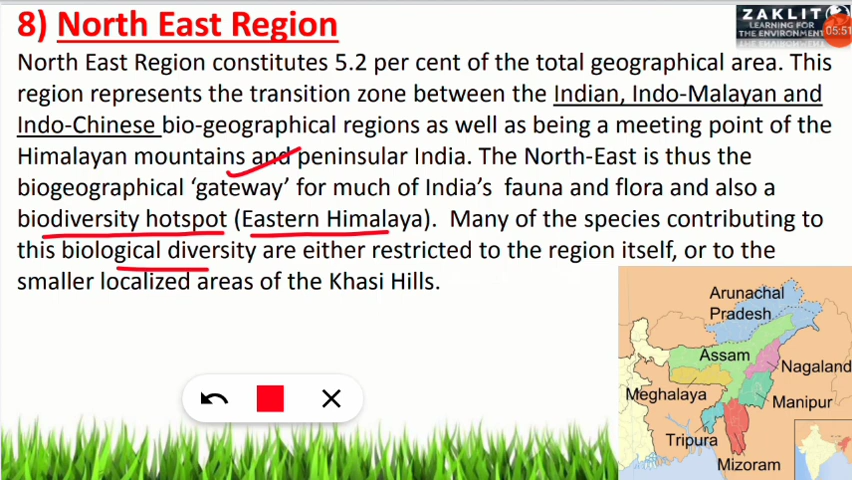 8) North East Region
ZAKLIT
LEARNING FOR
THE ENVIRONMENT
05:51
North East Region constitutes 5.2 per cent of the total geographical area. This
region represents the transition zone between the Indian, Indo-Malayan and
Indo-Chinese bio-geographical regions as well as being a meeting point of the
Himalayan mountains and peninsular India. The North-East is thus the
biogeographical ‘gateway’ for much of India’s fauna and flora and also a
biodiversity hotspot (Eastern Himalaya). Many of the species contributing to
this biological diversity are either restricted to the region itself, or to the
smaller localized areas of the Khasi Hills.
Arunachal
Pradesh
Assam
Nagaland
Meghalaya
Manipur
Tripura
Mizoram